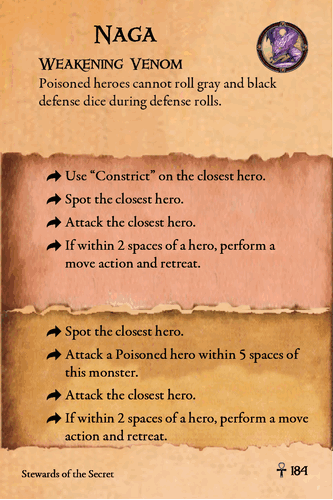 NAGA
WEAKENING VENOM
Poisoned heroes cannot roll gray and black
defense dice during defense rolls.
Use “Constrict” on the closest hero.
Spot the closest hero.
Attack the closest hero.
If within 2 spaces of a hero, perform a
move action and retreat.
Spot the closest hero.
Attack a Poisoned hero within 5 spaces of
this monster.
Attack the closest hero.
If within 2 spaces of a hero, perform a move
action and retreat.
Stewards of the Secret
184